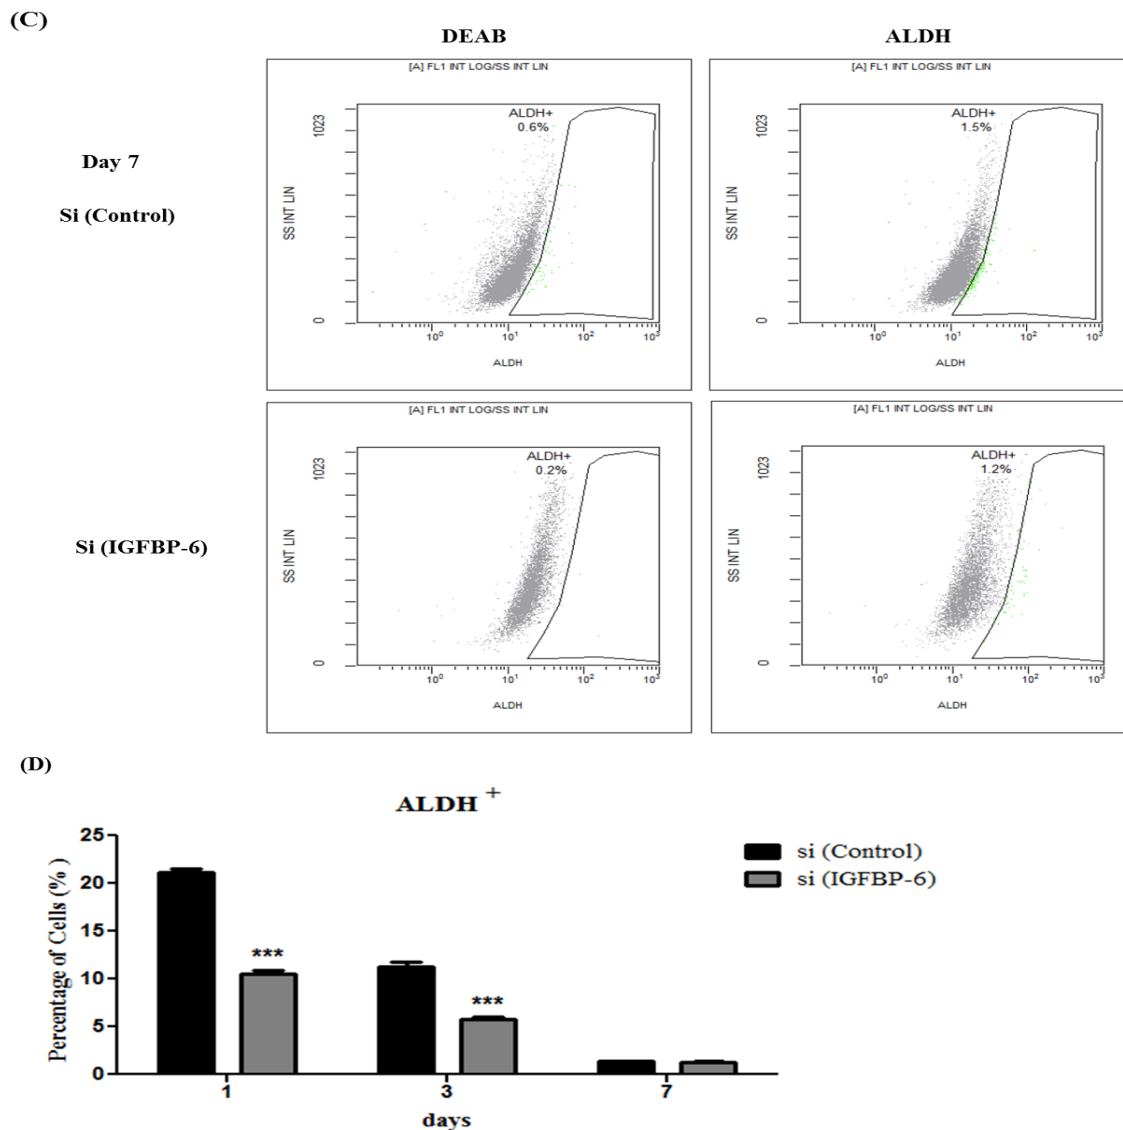 (C)
DEAB
ALDH
Day 7
Si (Control)
[A] FL1 INT LOG/SS INT LIN
ALDH+
0.6%
1023
SS INT LIN
0
10⁰ 10¹ 10² 10³
ALDH
[A] FL1 INT LOG/SS INT LIN
ALDH+
1.5%
1023
SS INT LIN
0
10⁰ 10¹ 10² 10³
ALDH
Si (IGFBP-6)
[A] FL1 INT LOG/SS INT LIN
ALDH+
0.2%
1023
SS INT LIN
0
10⁰ 10¹ 10² 10³
ALDH
[A] FL1 INT LOG/SS INT LIN
ALDH+
1.2%
1023
SS INT LIN
0
10⁰ 10¹ 10² 10³
ALDH
(D)
ALDH +
Percentage of Cells (%)
25
20
15
10
5
0
***
***
si (Control)
si (IGFBP-6)
1 3 7
days